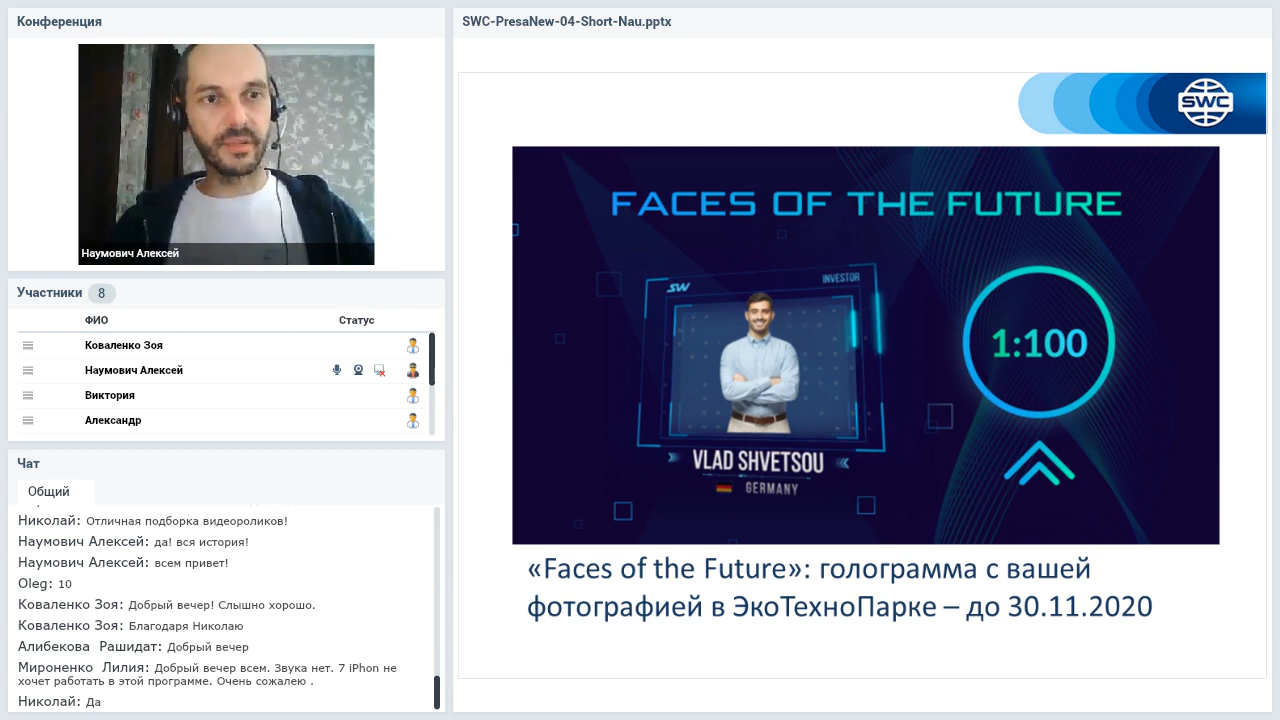 Конференция
Наумович Алексей
Участники 8
ФИО Статус
Коваленко Зоя
Наумович Алексей
Виктория
Александр
Чат
Общий
Николай: Отличная подборка видеороликов!
Наумович Алексей: да! вся история!
Наумович Алексей: всем привет!
Oleg: 10
Коваленко Зоя: Добрый вечер! Слышно хорошо.
Коваленко Зоя: Благодаря Николаю
Алибекова Рашидат: Добрый вечер
Мироненко Лилия: Добрый вечер всем. Звука нет. 7 iPhon не
хочет работать в этой программе. Очень сожалею .
Николай: Да
SWC-PresaNew-04-Short-Nau.pptx
SWC
FACES OF THE FUTURE
SW INVESTOR
1:100
VLAD SHVETSOU
GERMANY
«Faces of the Future»: голограмма с вашей
фотографией в ЭкоТехноПарке – до 30.11.2020